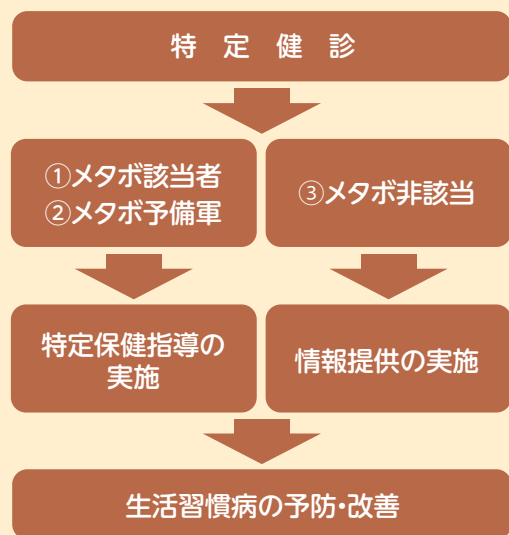 特定健診
①メタボ該当者
②メタボ予備軍
③メタボ非該当
特定保健指導の
実施
情報提供の実施
生活習慣病の予防・改善